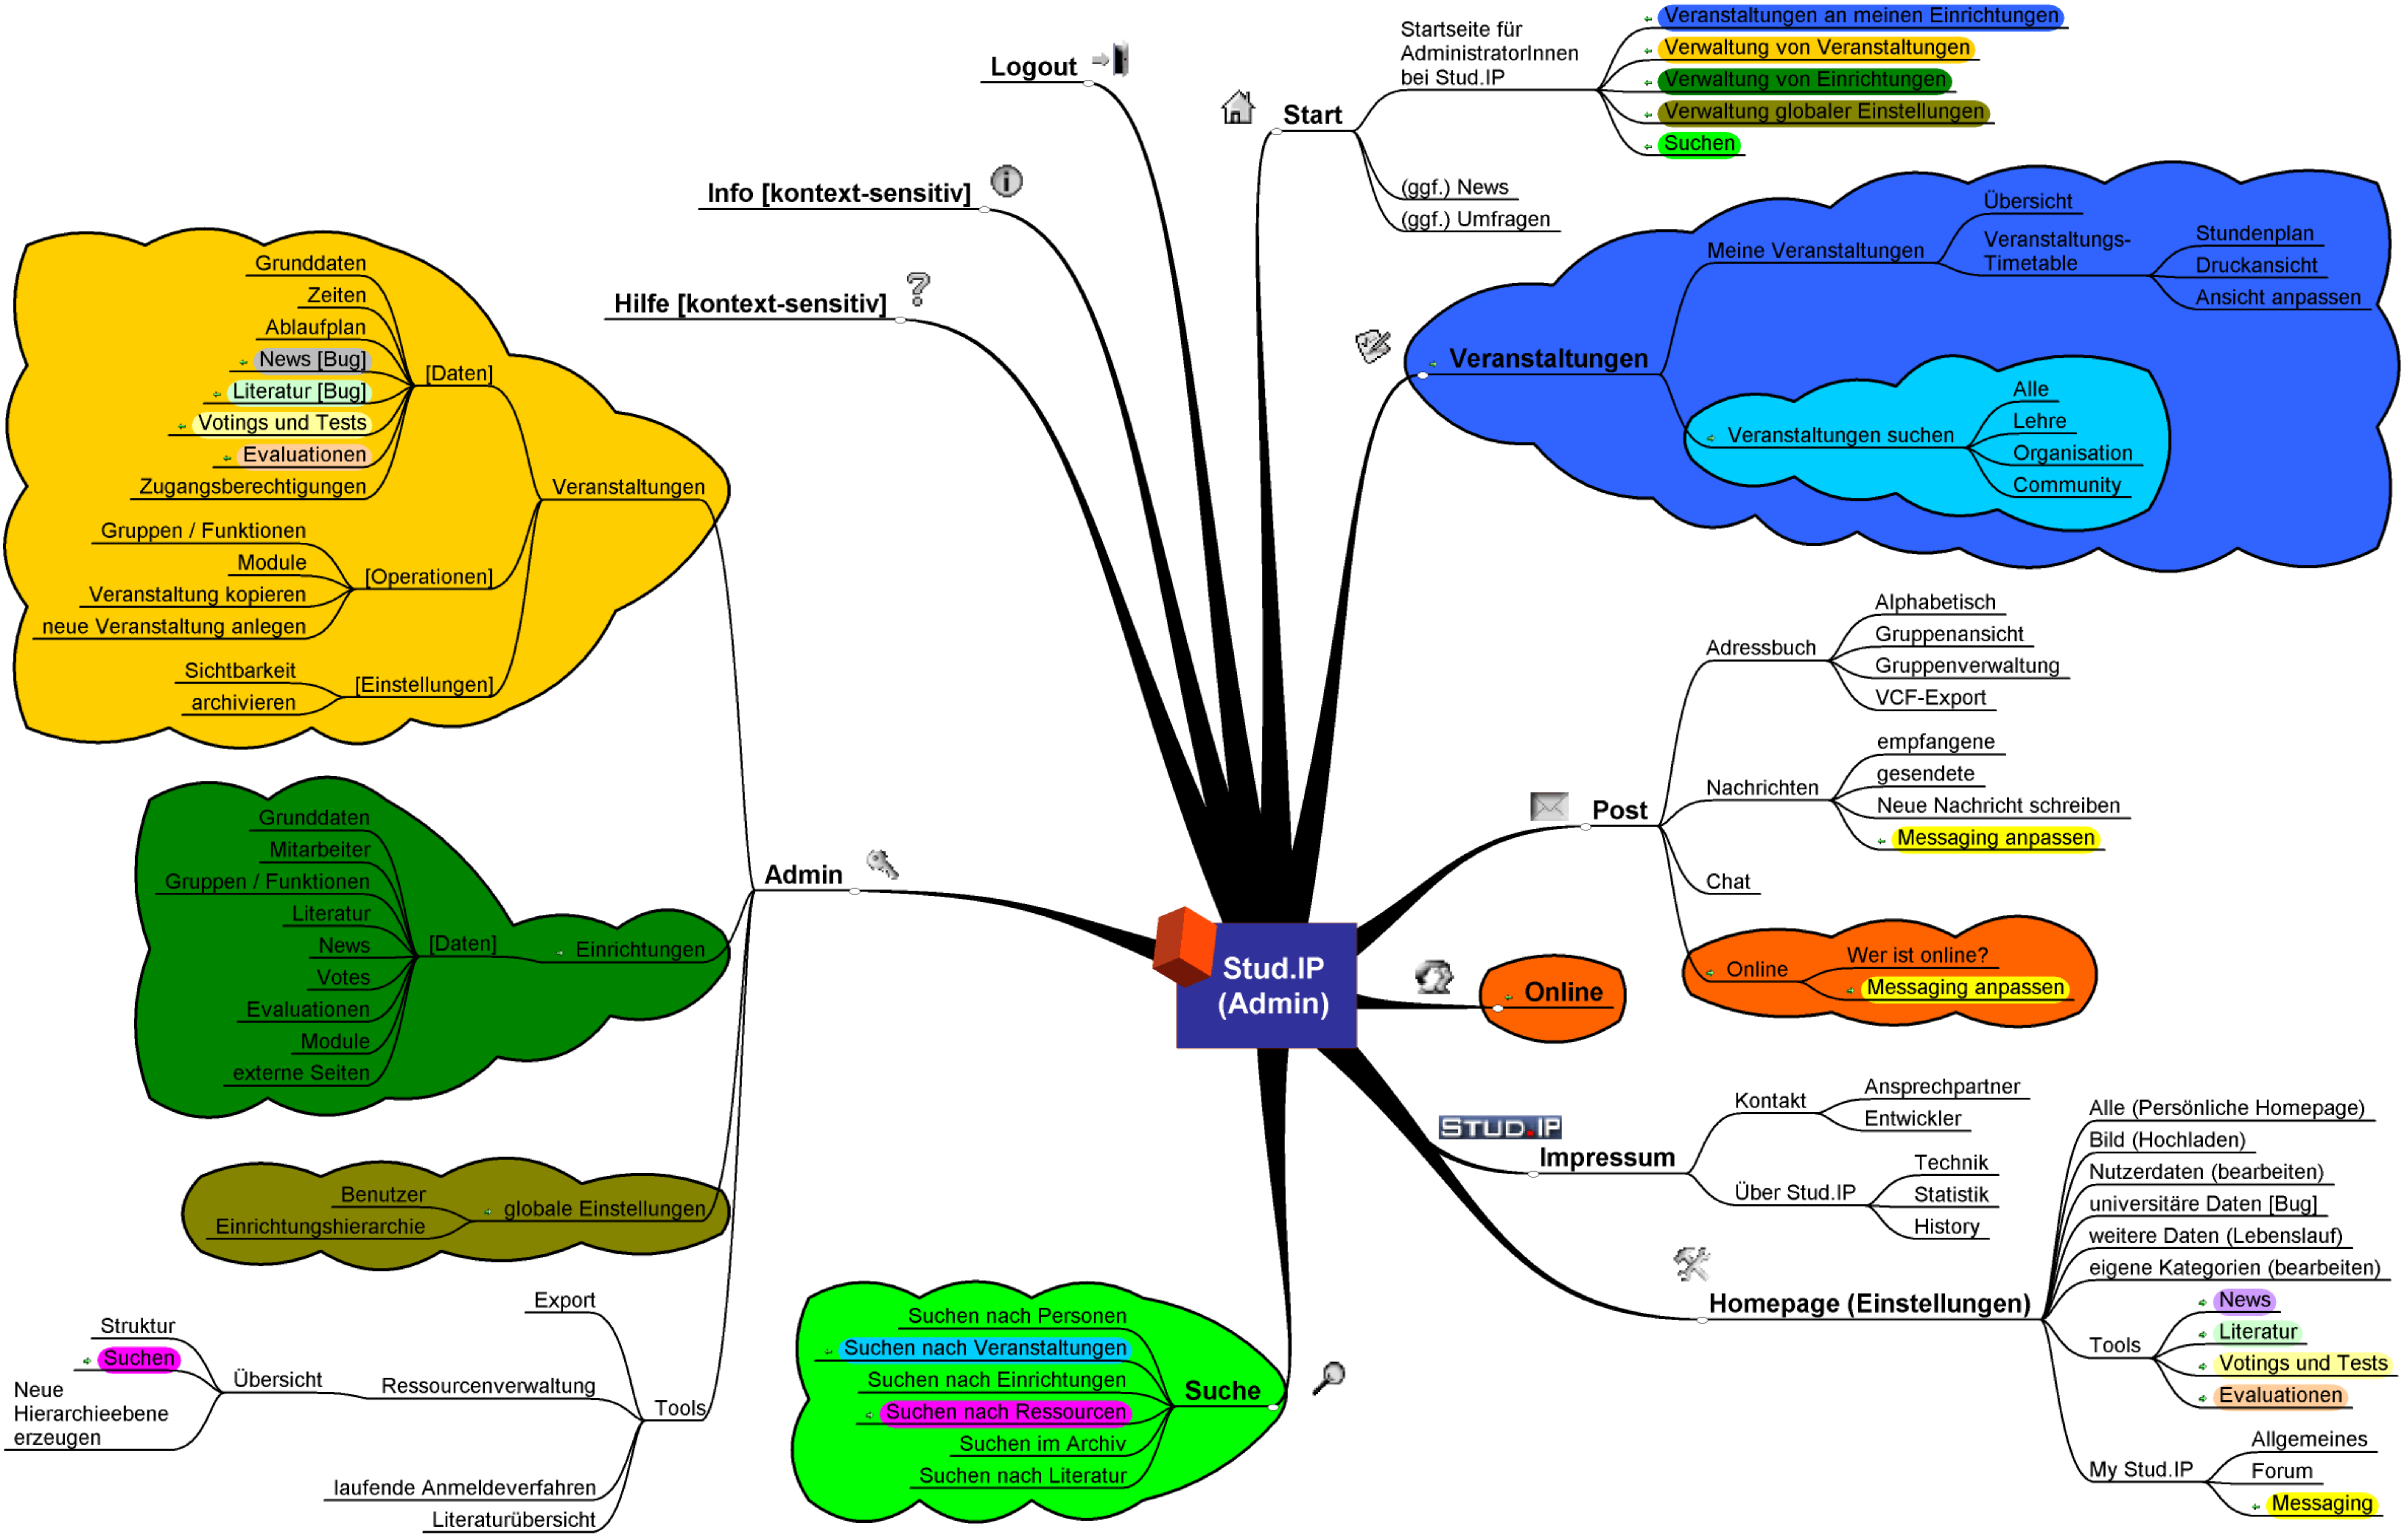 Logout
Info [kontext-sensitiv]
Hilfe [kontext-sensitiv]
Start
Startseite für
AdministratorInnen
bei Stud.IP
Veranstaltungen an meinen Einrichtungen
Verwaltung von Veranstaltungen
Verwaltung von Einrichtungen
Verwaltung globaler Einstellungen
Suchen
(ggf.) News
(ggf.) Umfragen
Veranstaltungen
Meine Veranstaltungen
Übersicht
Veranstaltungs-
Timetable
Stundenplan
Druckansicht
Ansicht anpassen
Veranstaltungen suchen
Alle
Lehre
Organisation
Community
Post
Adressbuch
Alphabetisch
Gruppenansicht
Gruppenverwaltung
VCF-Export
Nachrichten
empfangene
gesendete
Neue Nachricht schreiben
Messaging anpassen
Chat
Online
Wer ist online?
Messaging anpassen
Online
Stud.IP
(Admin)
STUD.IP
Impressum
Kontakt
Ansprechpartner
Entwickler
Über Stud.IP
Technik
Statistik
History
Homepage (Einstellungen)
Alle (Persönliche Homepage)
Bild (Hochladen)
Nutzerdaten (bearbeiten)
universitäre Daten [Bug]
weitere Daten (Lebenslauf)
eigene Kategorien (bearbeiten)
Tools
News
Literatur
Votings und Tests
Evaluationen
My Stud.IP
Allgemeines
Forum
Messaging
Suche
Suchen nach Personen
Suchen nach Veranstaltungen
Suchen nach Einrichtungen
Suchen nach Ressourcen
Suchen im Archiv
Suchen nach Literatur
Admin
Veranstaltungen
[Daten]
Grunddaten
Zeiten
Ablaufplan
News [Bug]
Literatur [Bug]
Votings und Tests
Evaluationen
Zugangsberechtigungen
[Operationen]
Gruppen / Funktionen
Module
Veranstaltung kopieren
neue Veranstaltung anlegen
[Einstellungen]
Sichtbarkeit
archivieren
Einrichtungen
[Daten]
Grunddaten
Mitarbeiter
Gruppen / Funktionen
Literatur
News
Votes
Evaluationen
Module
externe Seiten
globale Einstellungen
Benutzer
Einrichtungshierarchie
Tools
Export
Ressourcenverwaltung
Übersicht
Struktur
Suchen
Neue
Hierarchieebene
erzeugen
laufende Anmeldeverfahren
Literaturübersicht